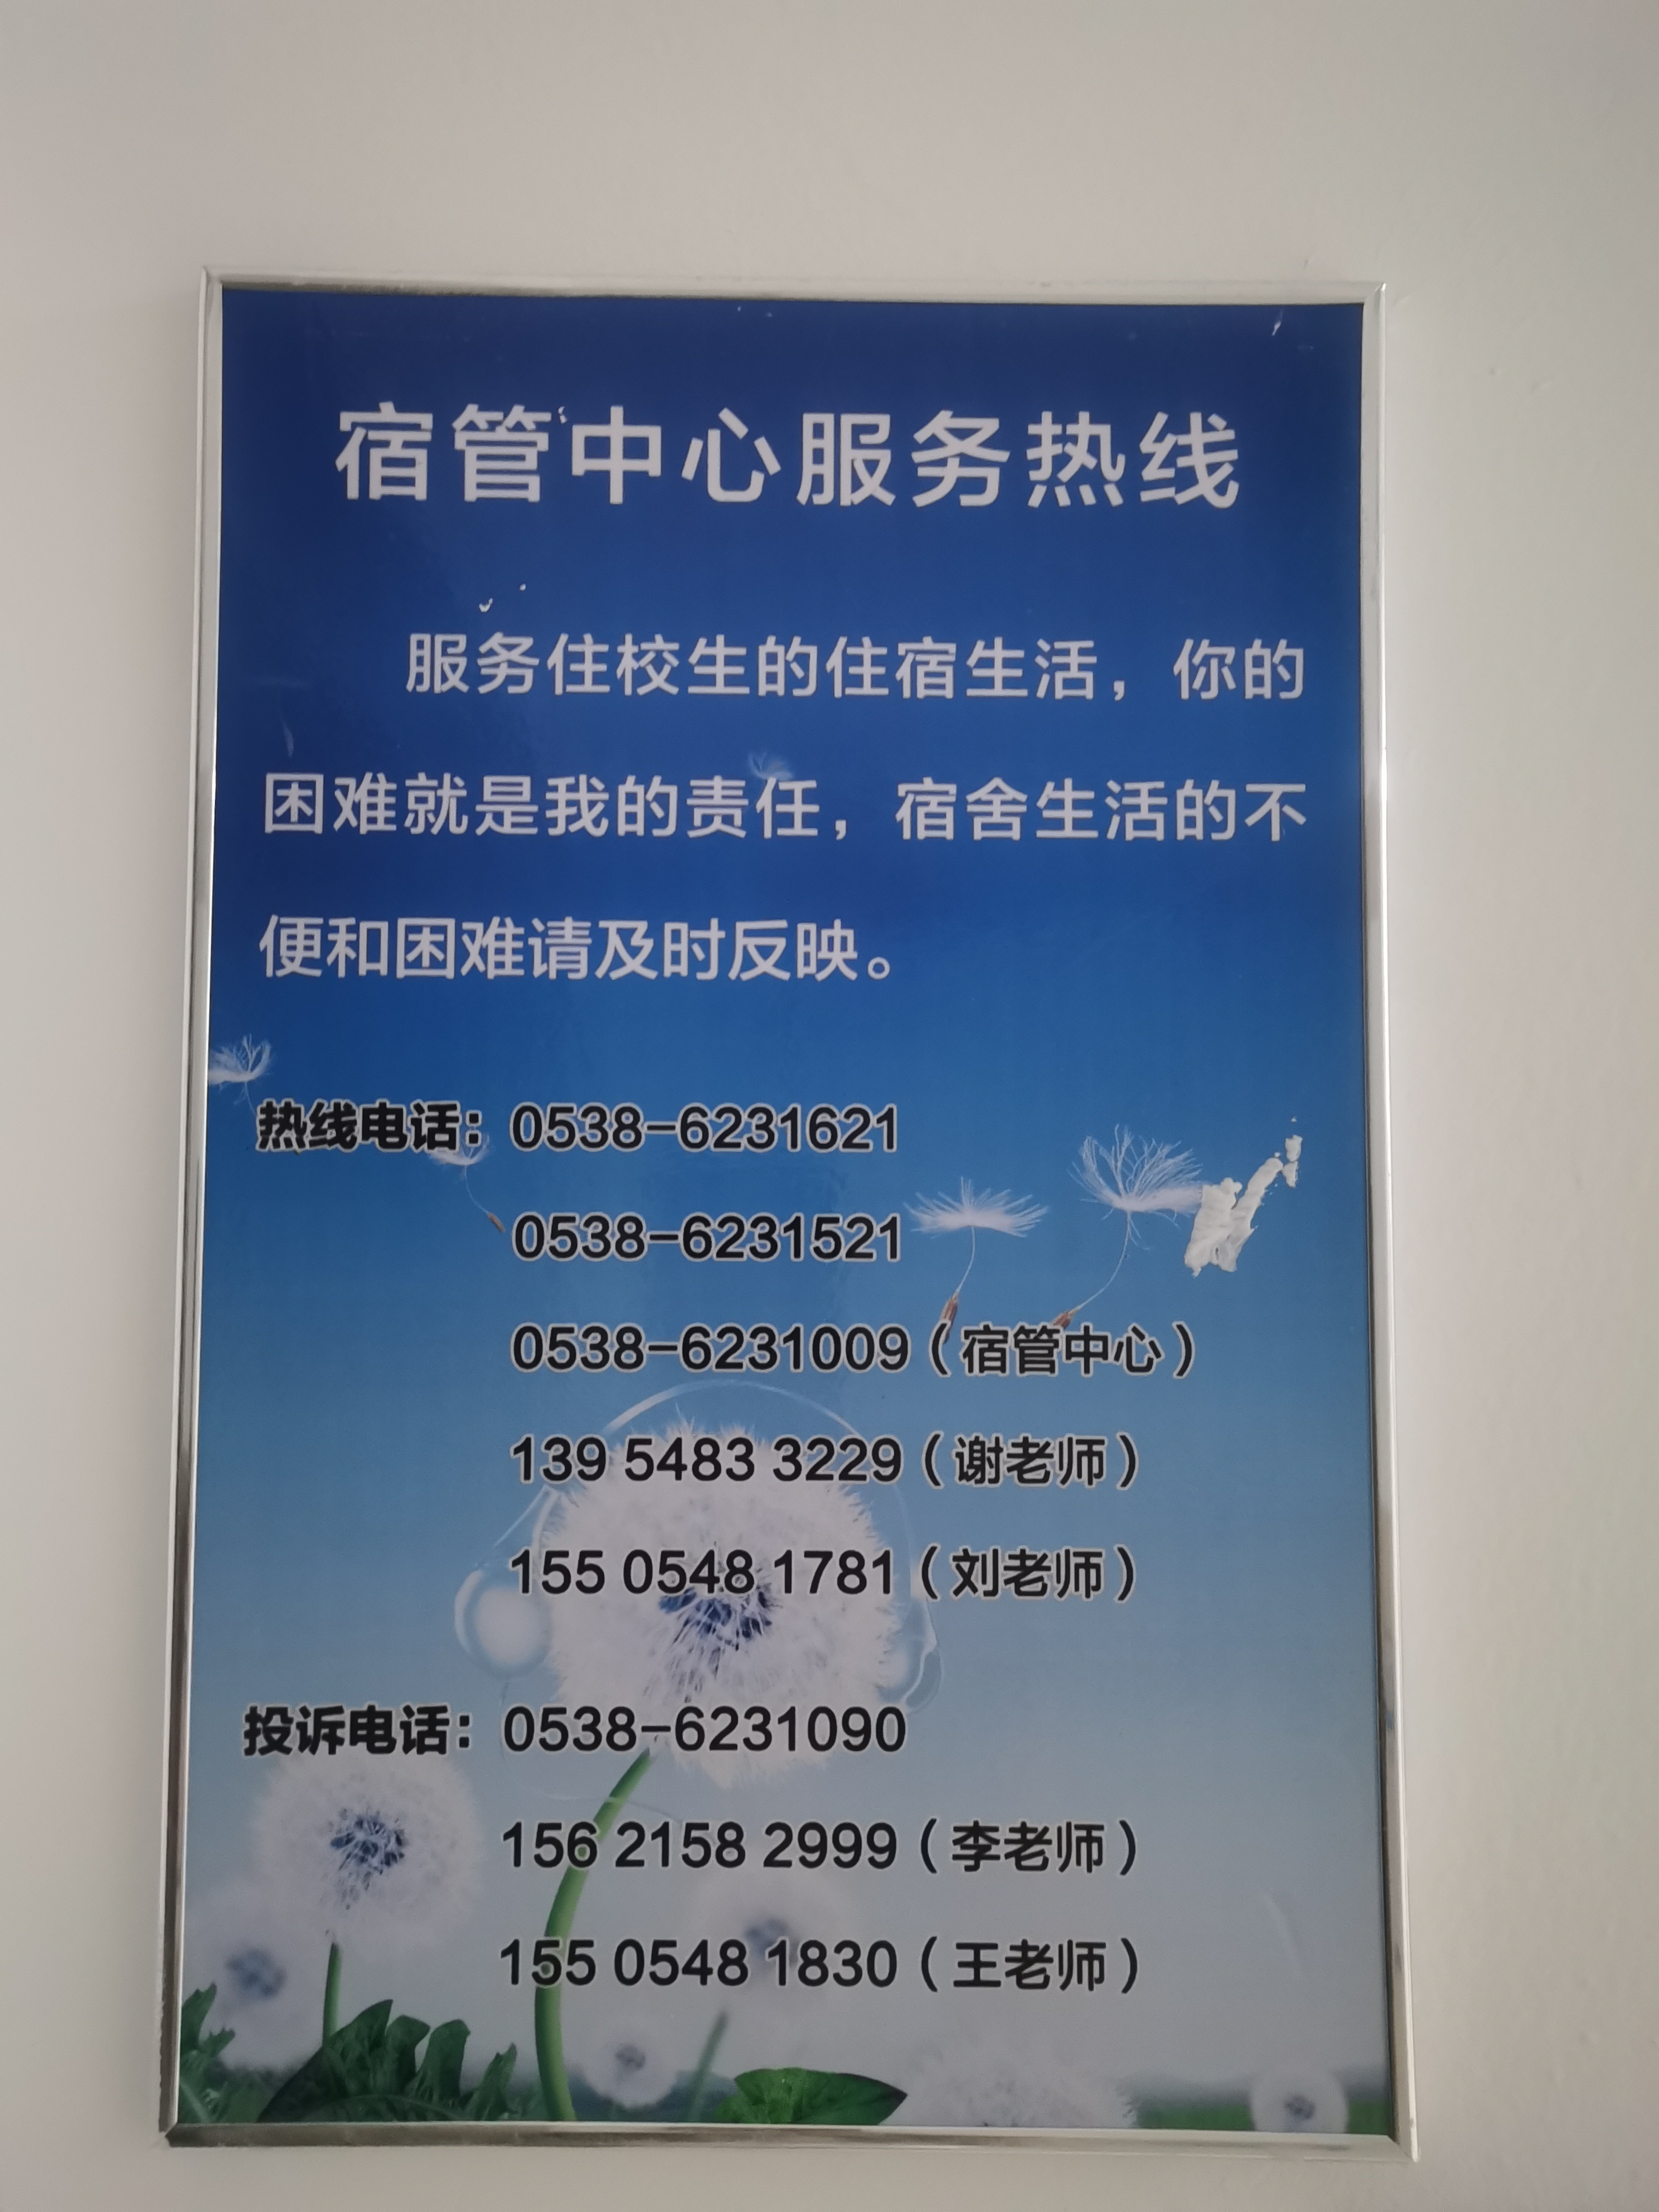 宿管中心服务热线
服务住校生的住宿生活，你的
困难就是我的责任，宿舍生活的不
便和困难请及时反映。
热线电话：0538-6231621
0538-6231521
0538-6231009（宿管中心）
139 5483 3229（谢老师）
155 0548 1781（刘老师）
投诉电话：0538-6231090
156 2158 2999（李老师）
155 0548 1830（王老师）